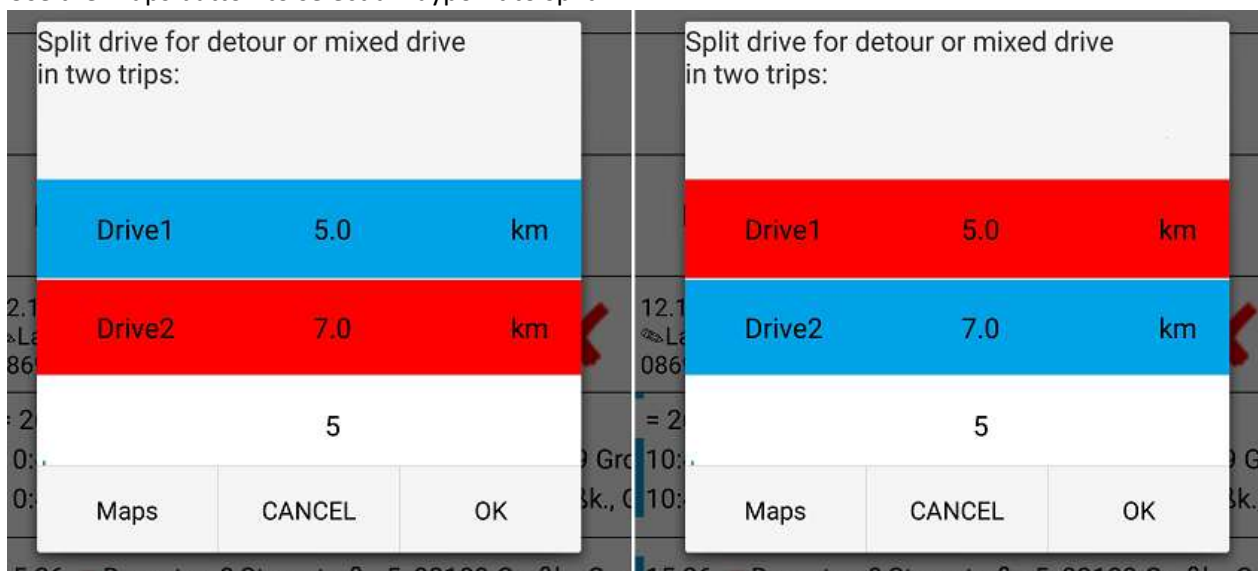 Split drive for detour or mixed drive
in two trips:
Drive1 5.0 km
Drive2 7.0 km
5
Maps CANCEL OK
Split drive for detour or mixed drive
in two trips:
Drive1 5.0 km
Drive2 7.0 km
5
Maps CANCEL OK